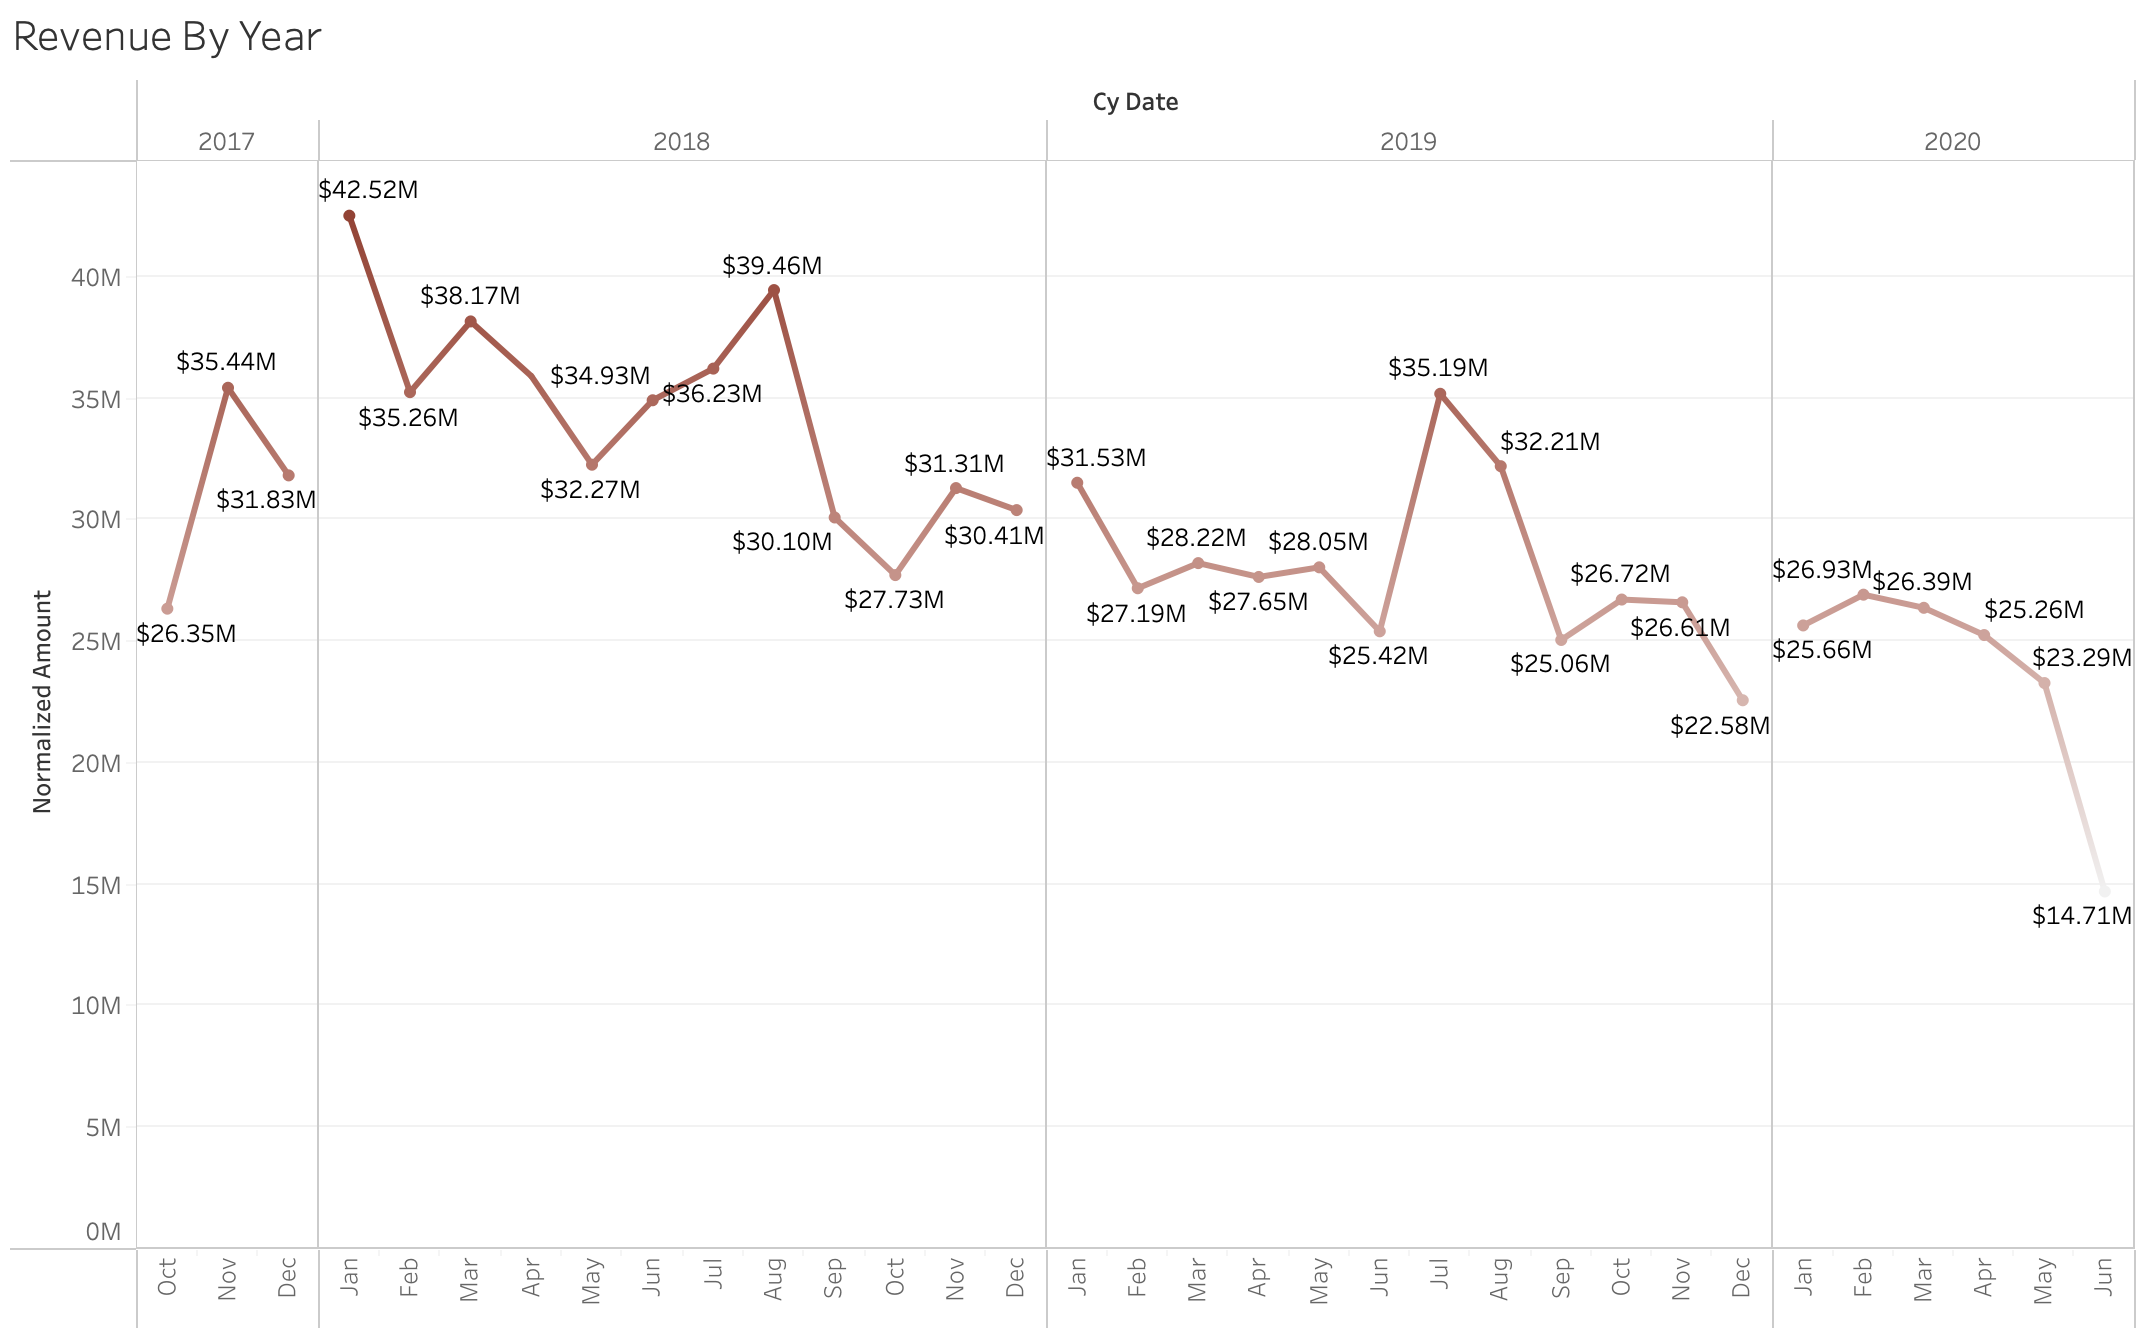 Revenue By Year
Cy Date
2017 2018 2019 2020
Normalized Amount
40M
35M
30M
25M
20M
15M
10M
5M
0M
$26.35M
$35.44M
$31.83M
$42.52M
$35.26M
$38.17M
$32.27M
$34.93M
$36.23M
$39.46M
$30.10M
$27.73M
$31.31M
$30.41M
$31.53M
$27.19M
$28.22M
$27.65M
$28.05M
$25.42M
$35.19M
$32.21M
$25.06M
$26.72M
$26.61M
$22.58M
$25.66M
$26.93M
$26.39M
$25.26M
$23.29M
$14.71M
Oct Nov Dec Jan Feb Mar Apr May Jun Jul Aug Sep Oct Nov Dec Jan Feb Mar Apr May Jun Jul Aug Sep Oct Nov Dec Jan Feb Mar Apr May Jun